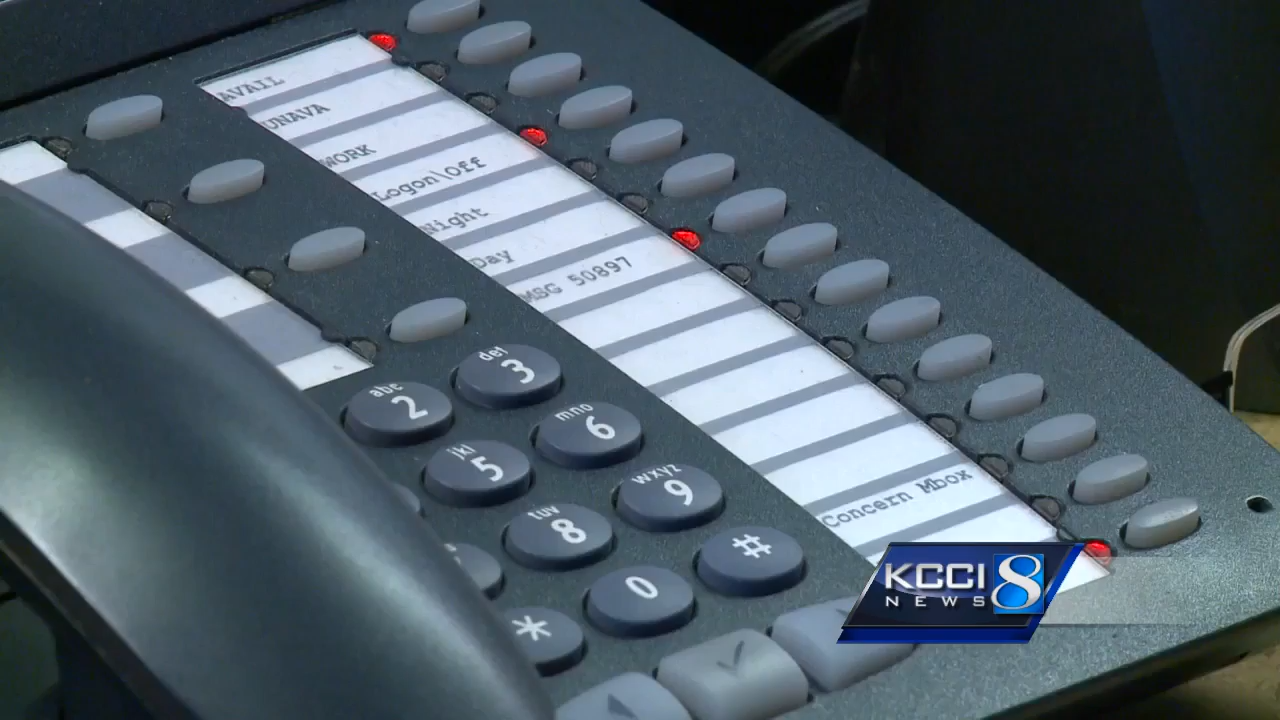 AVAIL
UNAVA
WORK
Logon\Off
Night
Day
MSG 50897
Concern Mbox
abc
2
def
3
jkl
5
mno
6
tuv
8
wxyz
9
*
0
#
KCCI 8
NEWS